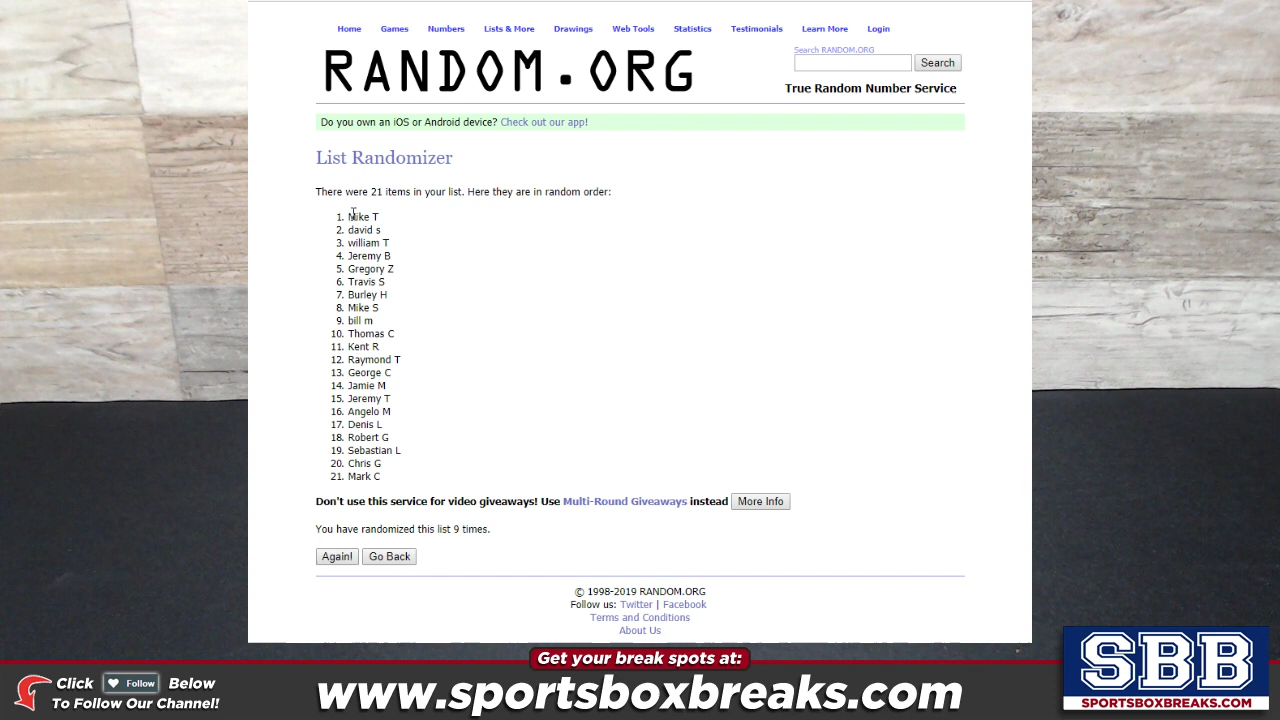 Home Games Numbers Lists & More Drawings Web Tools Statistics Testimonials Learn More Login
RANDOM.ORG
Search RANDOM.ORG
Search
True Random Number Service
Do you own an iOS or Android device? Check out our app!
List Randomizer
There were 21 items in your list. Here they are in random order:
1. Mike T
2. david s
3. william T
4. Jeremy B
5. Gregory Z
6. Travis S
7. Burley H
8. Mike S
9. bill m
10. Thomas C
11. Kent R
12. Raymond T
13. George C
14. Jamie M
15. Jeremy T
16. Angelo M
17. Denis L
18. Robert G
19. Sebastian L
20. Chris G
21. Mark C
Don't use this service for video giveaways! Use Multi-Round Giveaways instead More Info
You have randomized this list 9 times.
Again! Go Back
© 1998-2019 RANDOM.ORG
Follow us: Twitter | Facebook
Terms and Conditions
About Us
Get your break spots at:
Click Follow Below
To Follow Our Channel!
www.sportsboxbreaks.com
SBB
SPORTSBOXBREAKS.COM